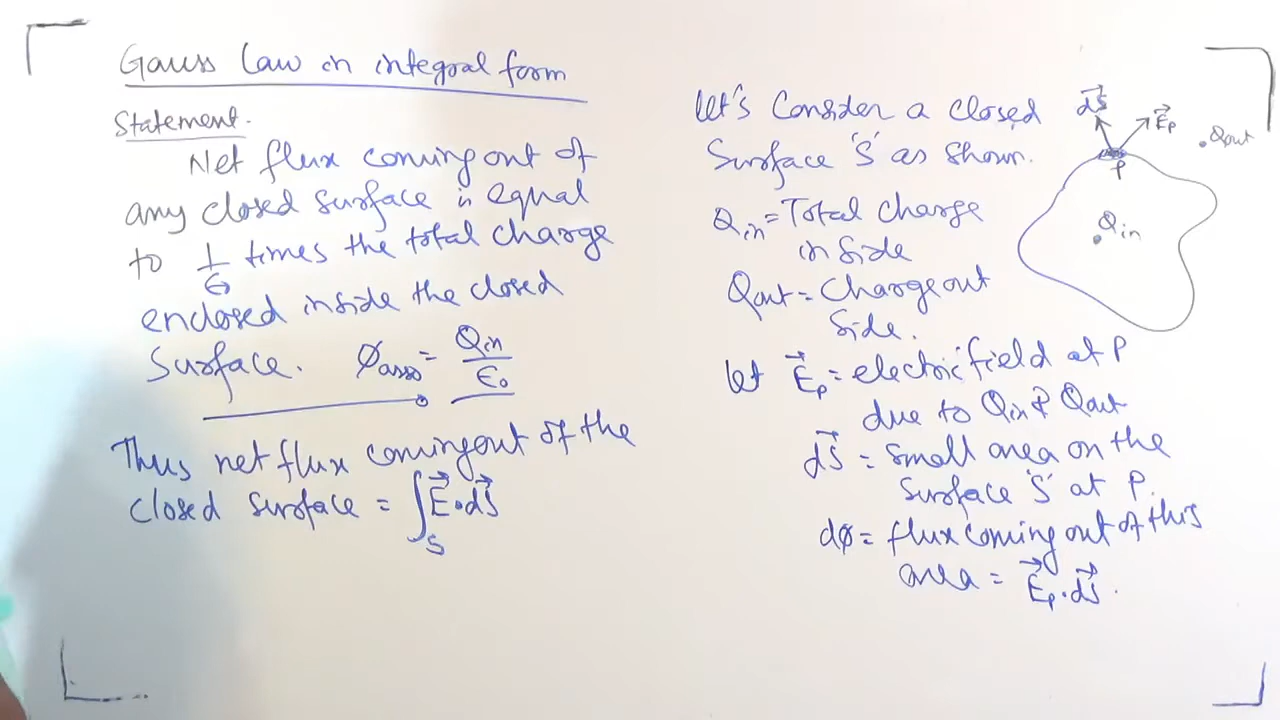 Gauss Law in integral form
Statement.
Net flux coming out of
any closed surface is equal
to 1/ϵ₀ times the total charge
enclosed inside the closed
surface. Φ = Qin/ϵ₀
Thus net flux coming out of the
closed surface = ∫S E⃗·dS⃗
Let's Consider a closed
Surface 'S' as shown.
Qin = Total charge
in side
Qout = Charge out
side.
let E⃗p = electric field at P
due to Qin & Qout
dS⃗ = small area on the
surface 'S' at P.
dφ = flux coming out of this
area = E⃗p·dS⃗.
dS⃗
E⃗p
Qout
P
Qin